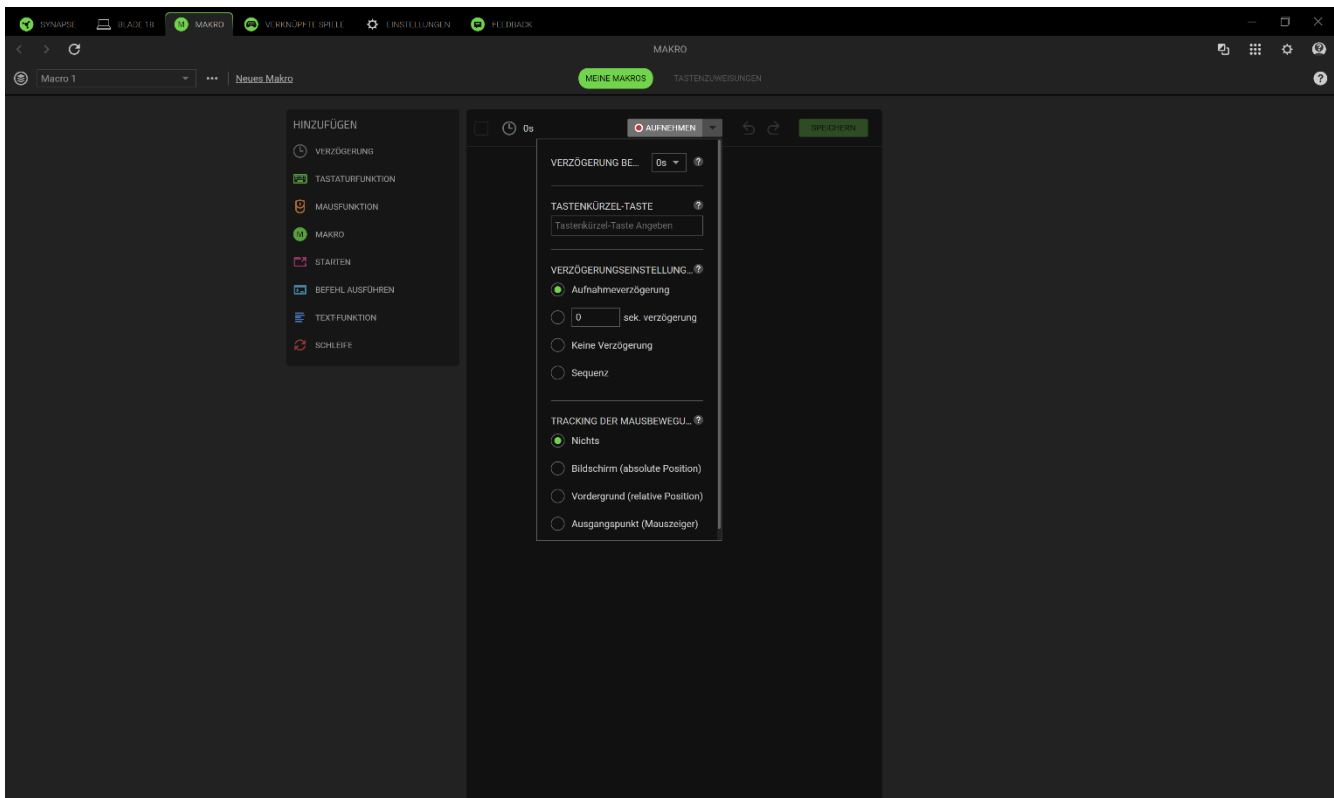 SYNAPSE BLADE 18 MAKRO VERKNÜPFTE SPIELE EINSTELLUNGEN FEEDBACK
MAKRO
Macro 1 Neues Makro MEINE MAKROS TASTENZUWEISUNGEN
HINZUFÜGEN
VERZÖGERUNG
TASTATURFUNKTION
MAUSFUNKTION
MAKRO
STARTEN
BEFEHL AUSFÜHREN
TEXT-FUNKTION
SCHLEIFE
0s AUFNEHMEN SPEICHERN
VERZÖGERUNG BE... 0s
TASTENKÜRZEL-TASTE
Tastenkürzel-Taste Angeben
VERZÖGERUNGSEINSTELLUNG...
Aufnahmeverzögerung
0 sek. verzögerung
Keine Verzögerung
Sequenz
TRACKING DER MAUSBEWEGU...
Nichts
Bildschirm (absolute Position)
Vordergrund (relative Position)
Ausgangspunkt (Mauszeiger)